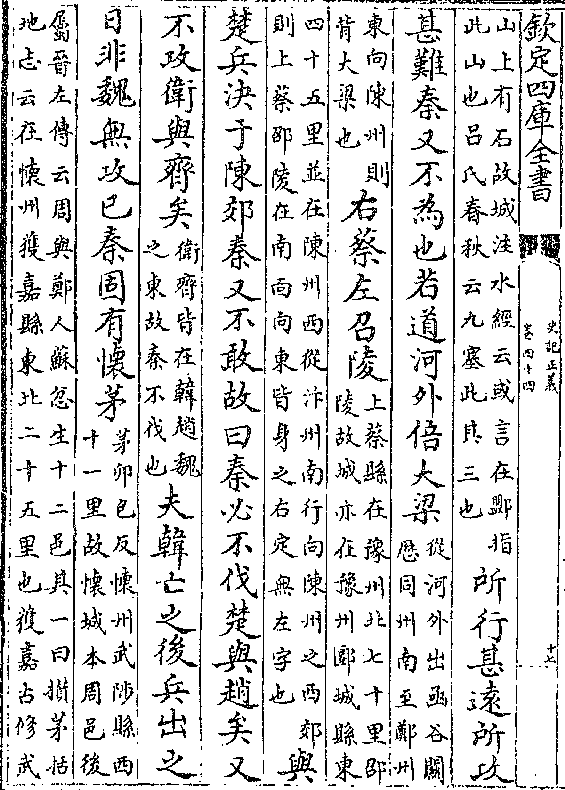 欽定四庫全書
史記正義
卷四十四
十七
山上有石故城注水經云或言在鄳指
此山也吕氏春秋云九塞此其三也
所行甚遠所攻
甚難秦又不為也若道河外倍大梁
從河外出函谷關
歴同州南至鄭州
東向陳州則
背大梁也
右蔡左召陵
上蔡縣在豫州北七十里邵
陵故城亦在豫州郾城縣東
四十五里並在陳州西從汴州南行向陳州之西郊
則上蔡邵陵在南面向東皆身之右定無左字也
與
楚兵決于陳郊秦又不敢故曰秦必不伐楚與趙矣又
不攻衛與齊矣
衛齊皆在韓趙魏
之東故秦不伐也
夫韓亡之後兵出之
日非魏無攻已秦固有懷茅
茅卯包反懷州武陟縣西
十一里故懷城本周邑後
屬晉左傳云周與鄭人蘇忿生十二邑其一曰攢茅括
地志云在懷州獲嘉縣東北二十五里也獲嘉古修武